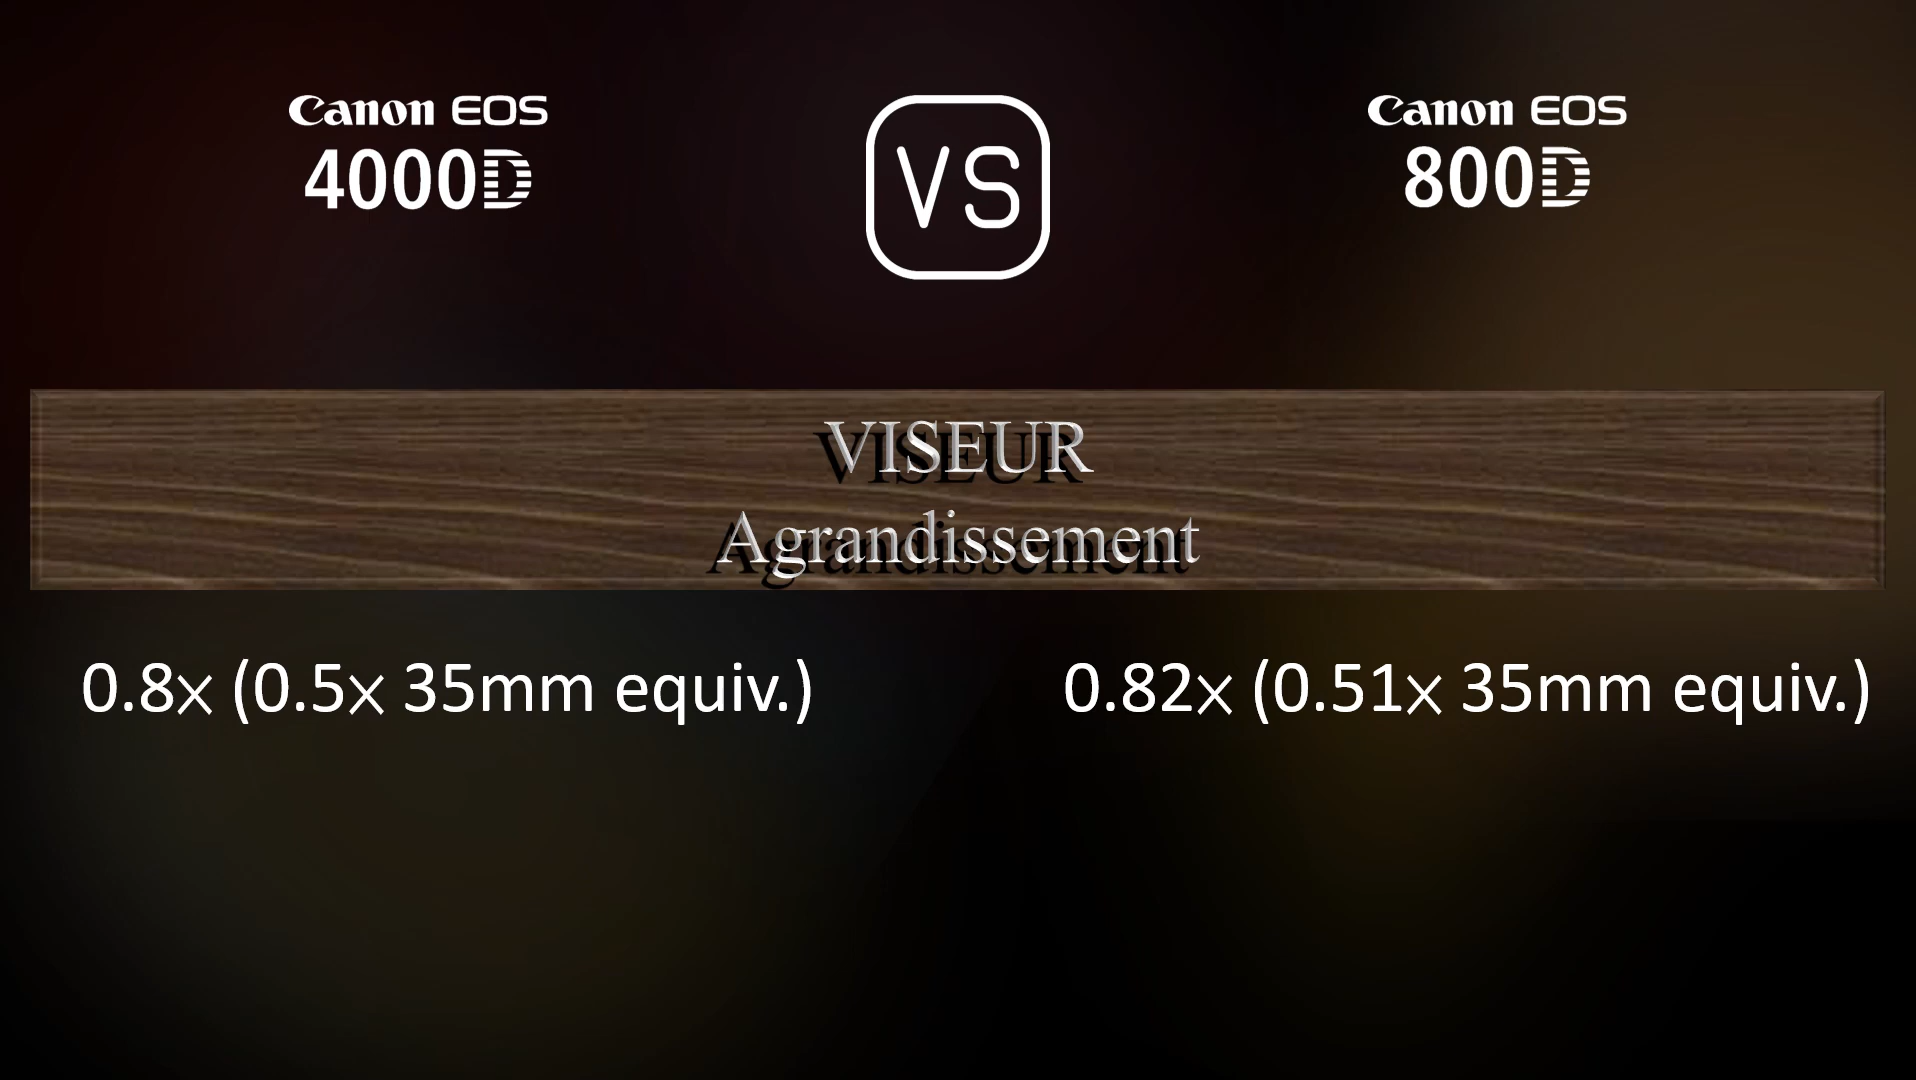 Canon EOS
4000D
VS
Canon EOS
800D
VISEUR
Agrandissement
0.8x (0.5x 35mm equiv.)
0.82x (0.51x 35mm equiv.)